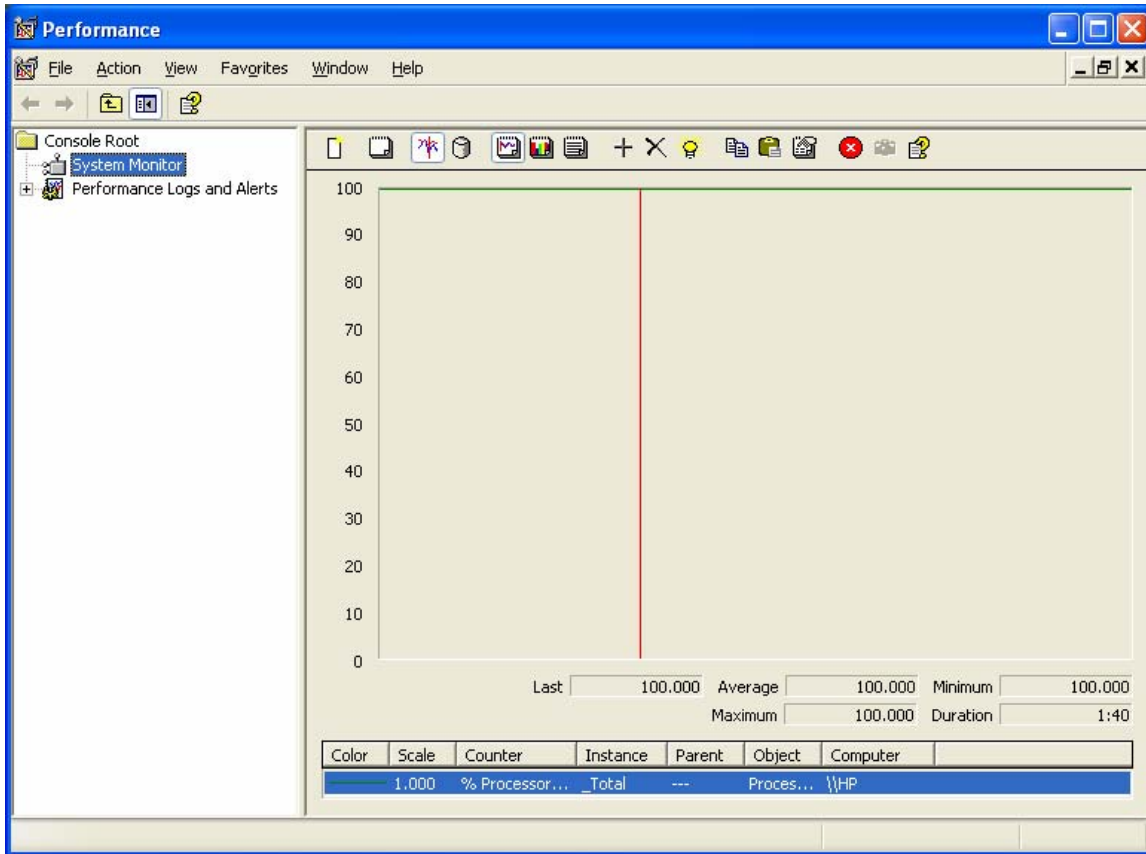 Performance
File Action View Favorites Window Help
Console Root
System Monitor
Performance Logs and Alerts
100
90
80
70
60
50
40
30
20
10
0
Last 100.000 Average 100.000 Minimum 100.000
Maximum 100.000 Duration 1:40
Color Scale Counter Instance Parent Object Computer
1.000 % Processor... _Total --- Proces... \\HP